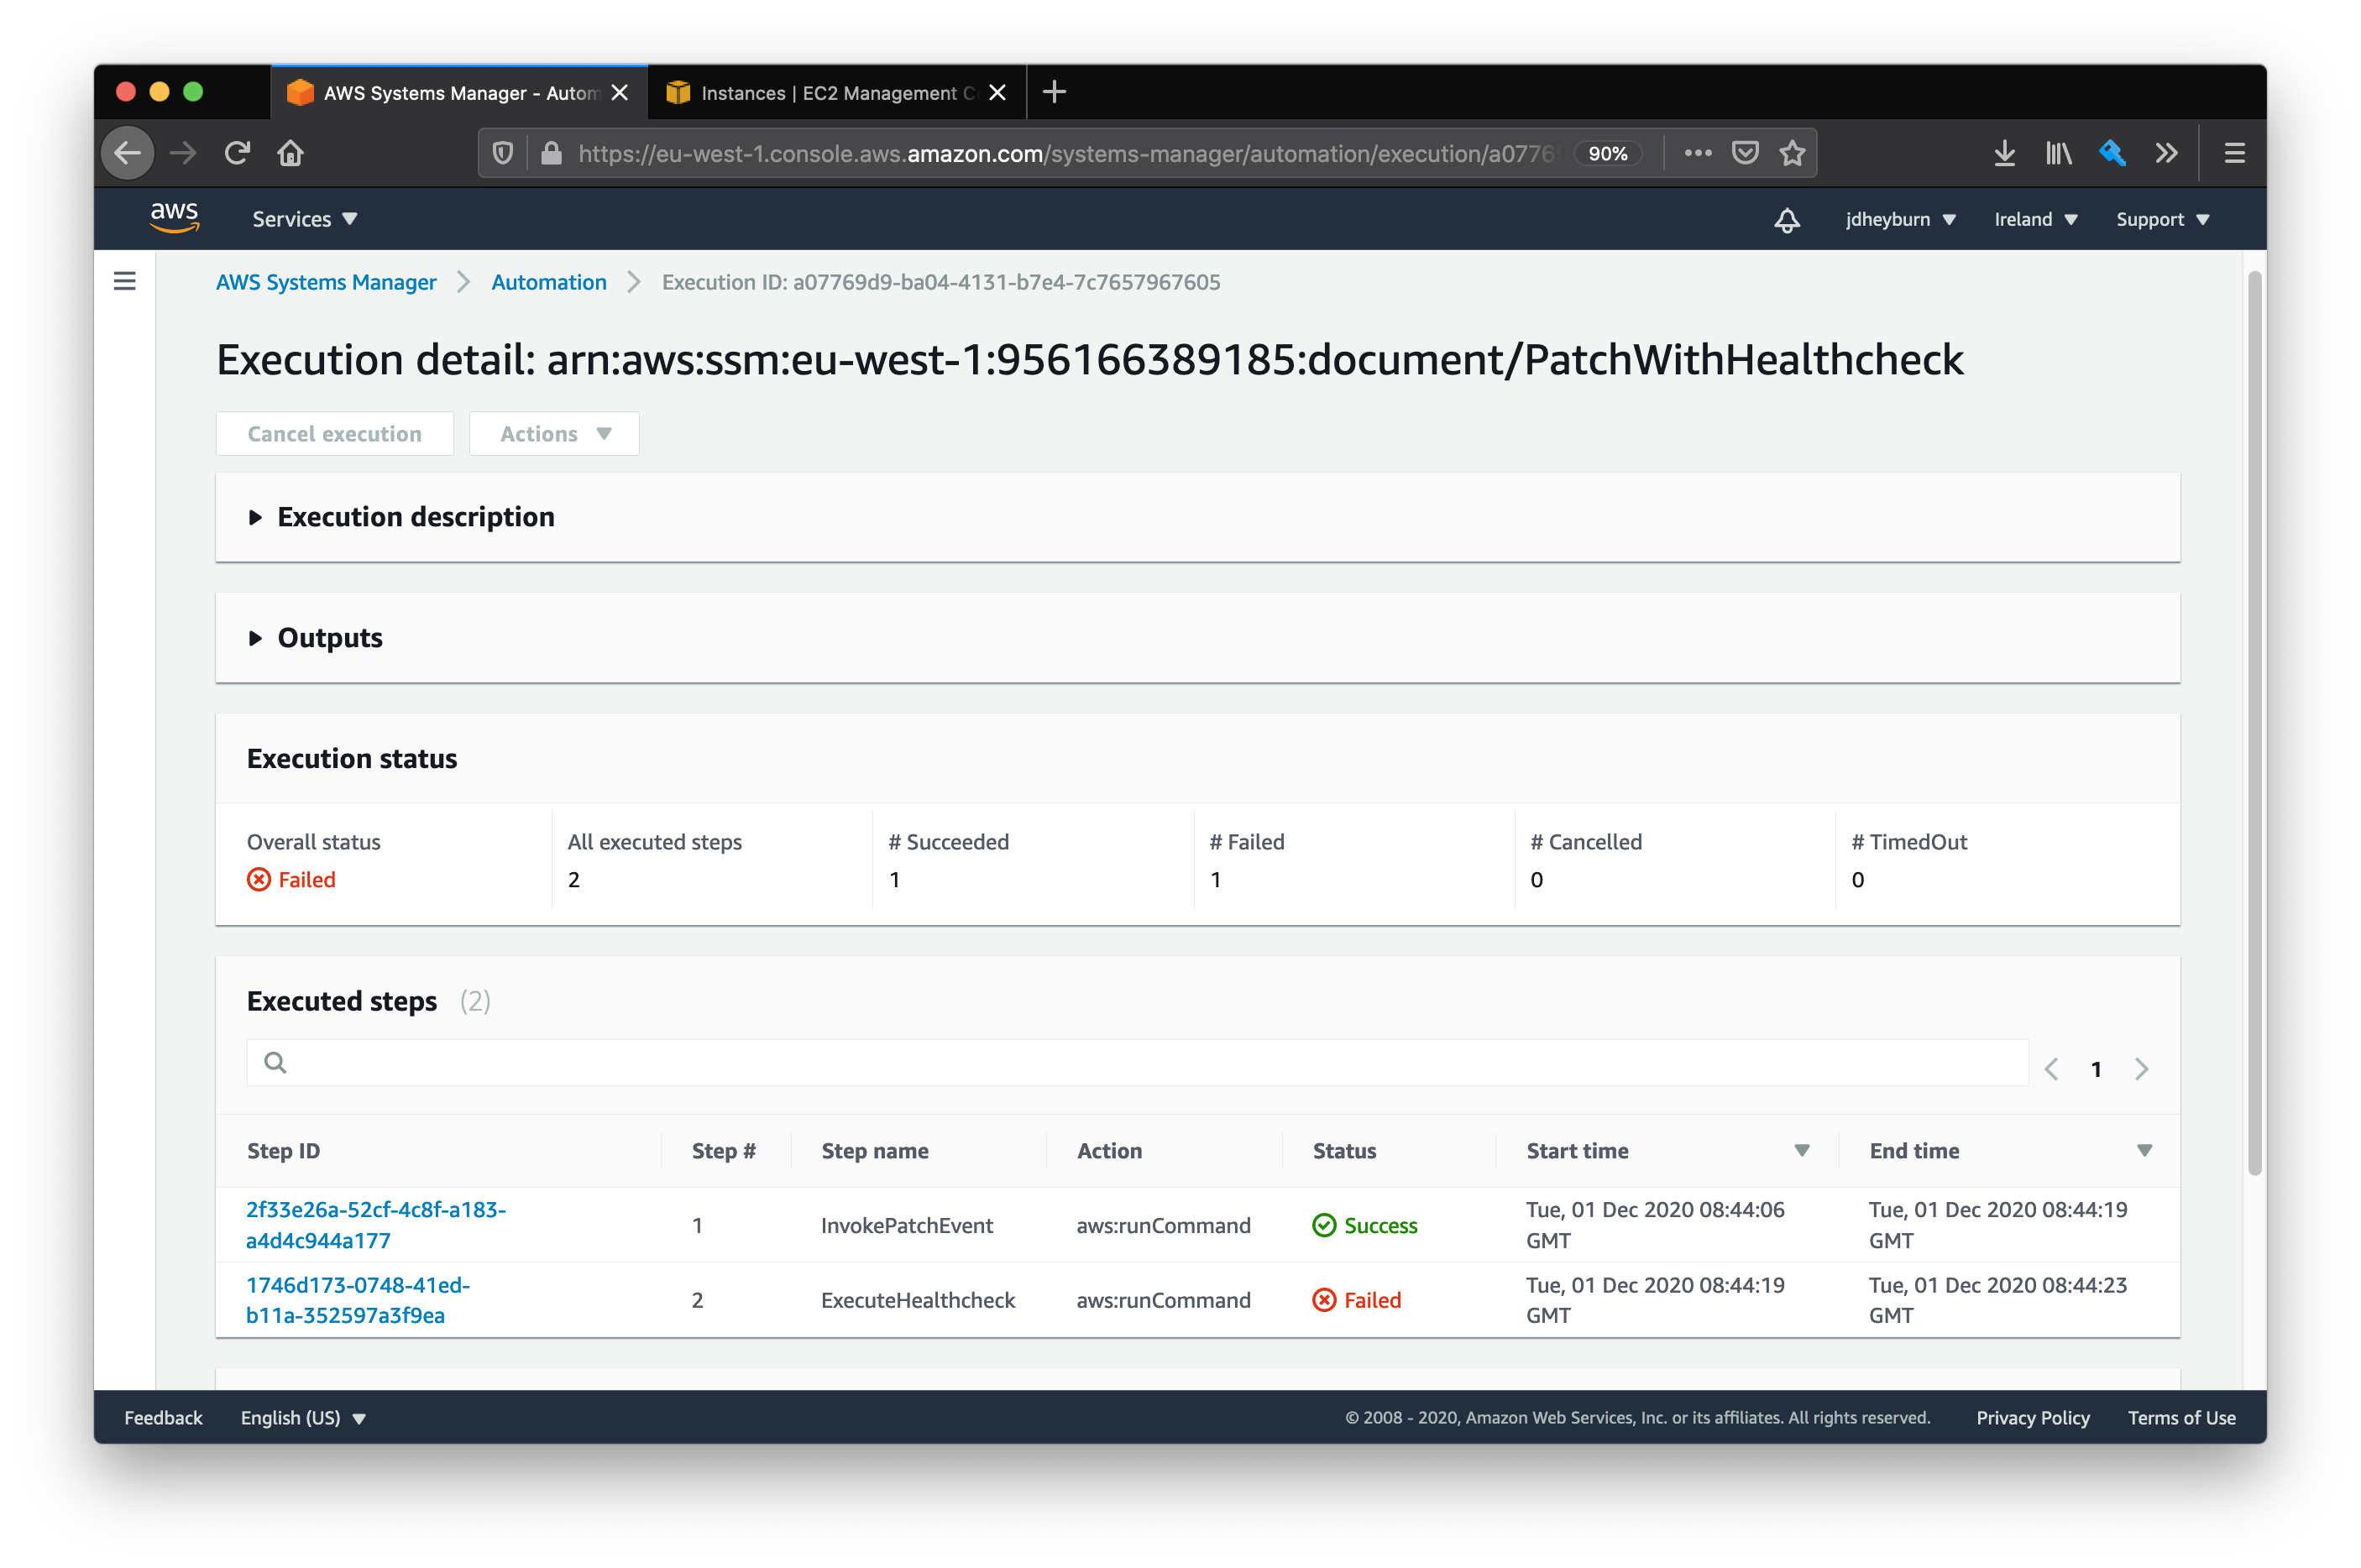 AWS Systems Manager - Autom
Instances | EC2 Management C
https://eu-west-1.console.aws.amazon.com/systems-manager/automation/execution/a0776
90%
aws
Services
jdheyburn
Ireland
Support
AWS Systems Manager
Automation
Execution ID: a07769d9-ba04-4131-b7e4-7c7657967605
Execution detail: arn:aws:ssm:eu-west-1:956166389185:document/PatchWithHealthcheck
Cancel execution
Actions
Execution description
Outputs
Execution status
Overall status
All executed steps
# Succeeded
# Failed
# Cancelled
# TimedOut
Failed
2
1
1
0
0
Executed steps (2)
1
Step ID
Step #
Step name
Action
Status
Start time
End time
2f33e26a-52cf-4c8f-a183-
a4d4c944a177
1
InvokePatchEvent
aws:runCommand
Success
Tue, 01 Dec 2020 08:44:06
GMT
Tue, 01 Dec 2020 08:44:19
GMT
1746d173-0748-41ed-
b11a-352597a3f9ea
2
ExecuteHealthcheck
aws:runCommand
Failed
Tue, 01 Dec 2020 08:44:19
GMT
Tue, 01 Dec 2020 08:44:23
GMT
Feedback
English (US)
© 2008 - 2020, Amazon Web Services, Inc. or its affiliates. All rights reserved.
Privacy Policy
Terms of Use